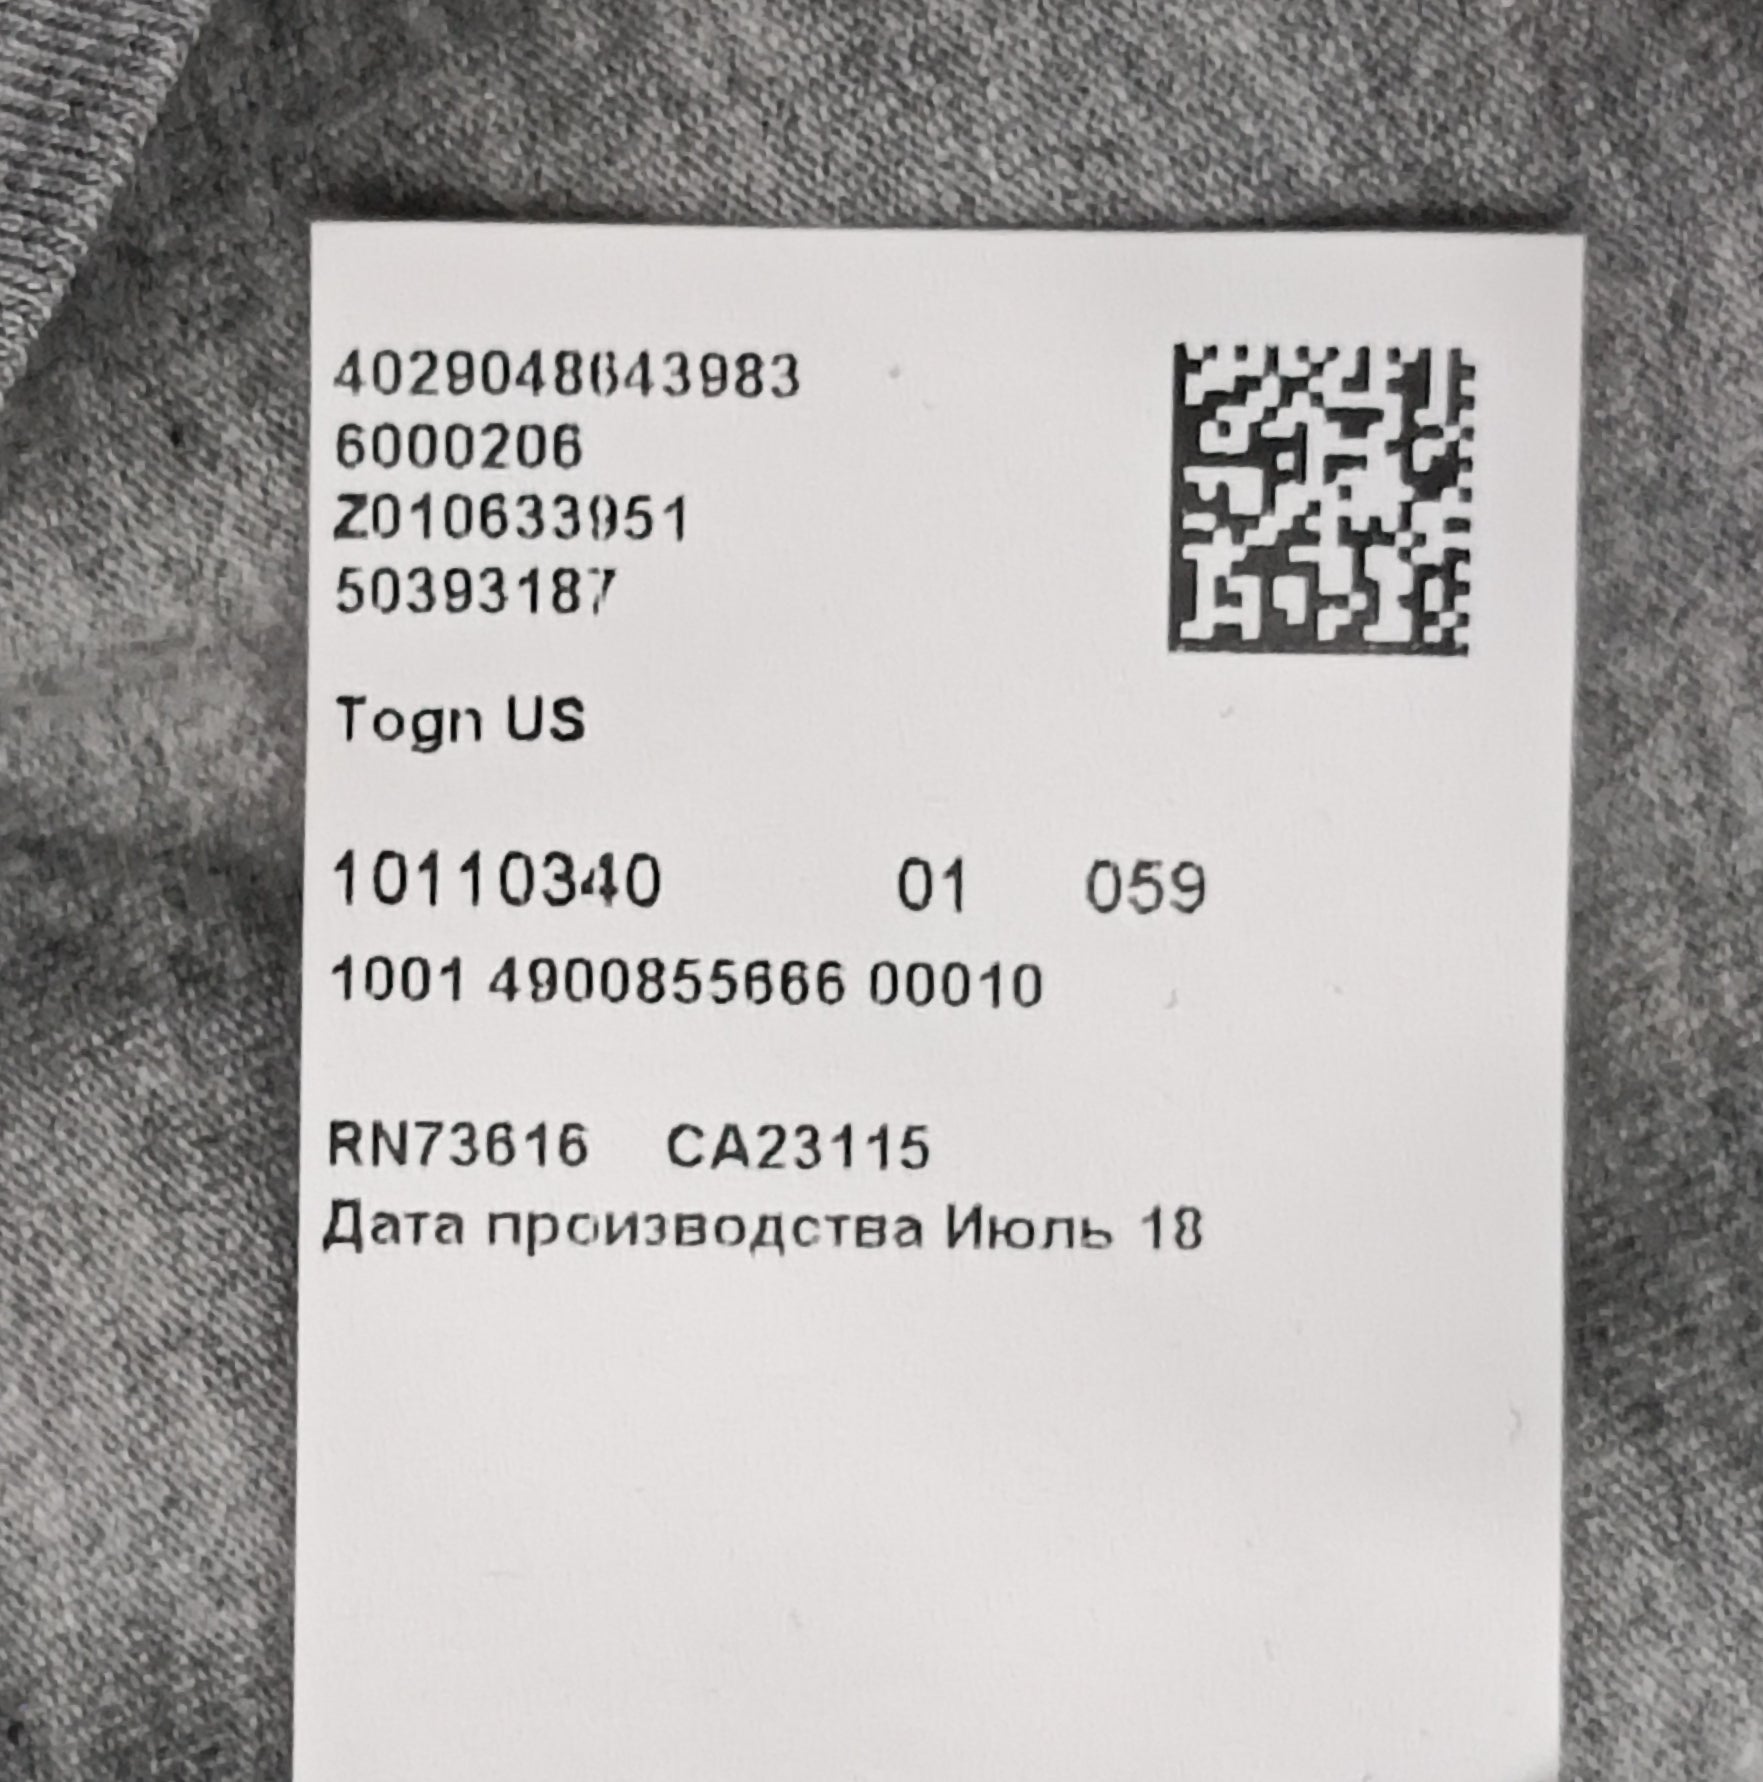 4029048643983
6000206
Z010633951
50393187
Togn US
10110340 01 059
1001 4900855666 00010
RN73616 CA23115
Дата производства Июль 18